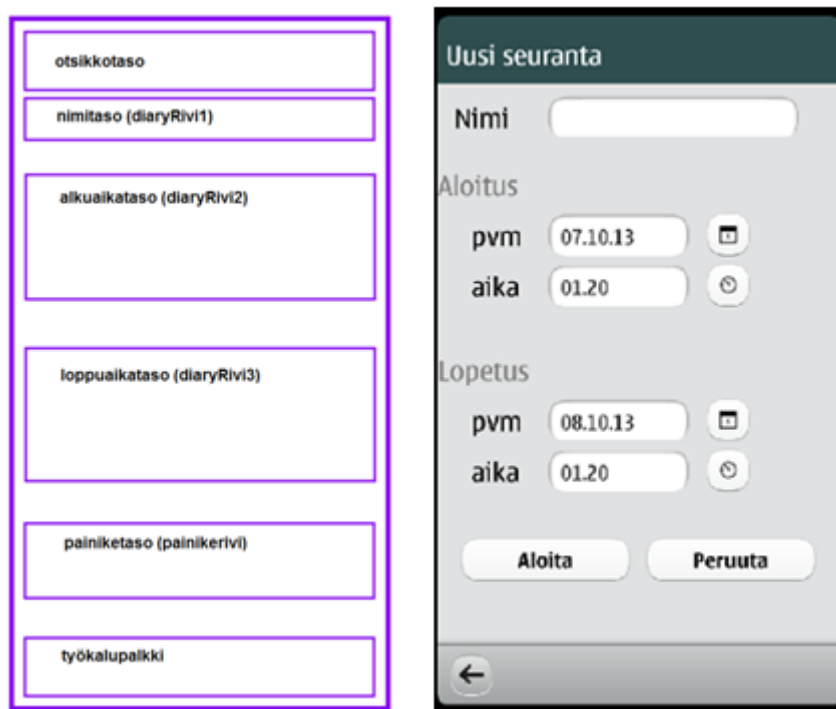 otsikkotaso
nimitaso (diaryRivi1)
alkuaikataso (diaryRivi2)
loppuaikataso (diaryRivi3)
painiketaso (painikerivi)
työkalupalkki
Uusi seuranta
Nimi
Aloitus
pvm 07.10.13
aika 01.20
Lopetus
pvm 08.10.13
aika 01.20
Aloita Peruuta